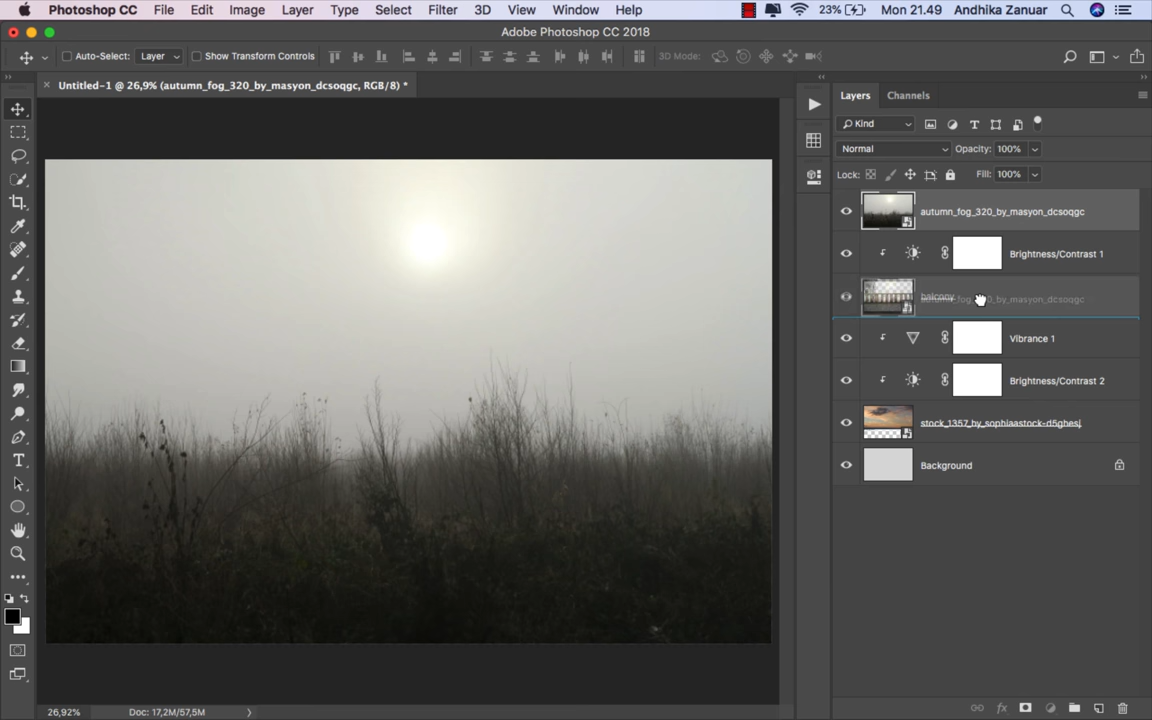 Photoshop CC File Edit Image Layer Type Select Filter 3D View Window Help 23% Mon 21.49 Andhika Zanuar
Adobe Photoshop CC 2018
Auto-Select: Layer Show Transform Controls 3D Mode:
Untitled-1 @ 26,9% (autumn_fog_320_by_masyon_dcsoqgc, RGB/8) *
Layers Channels
Kind
Normal Opacity: 100%
Lock: Fill: 100%
autumn_fog_320_by_masyon_dcsoqgc
Brightness/Contrast 1
balcony
autumn_fog_320_by_masyon_dcsoqgc
Vibrance 1
Brightness/Contrast 2
stock_1357_by_sophiaastock-d5ghesj
Background
26,92% Doc: 17,2M/57,5M